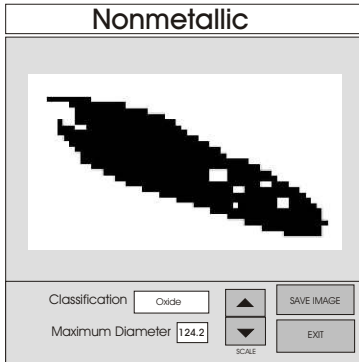 Nonmetallic
Classification Oxide SAVE IMAGE
Maximum Diameter 124.2 EXIT
SCALE